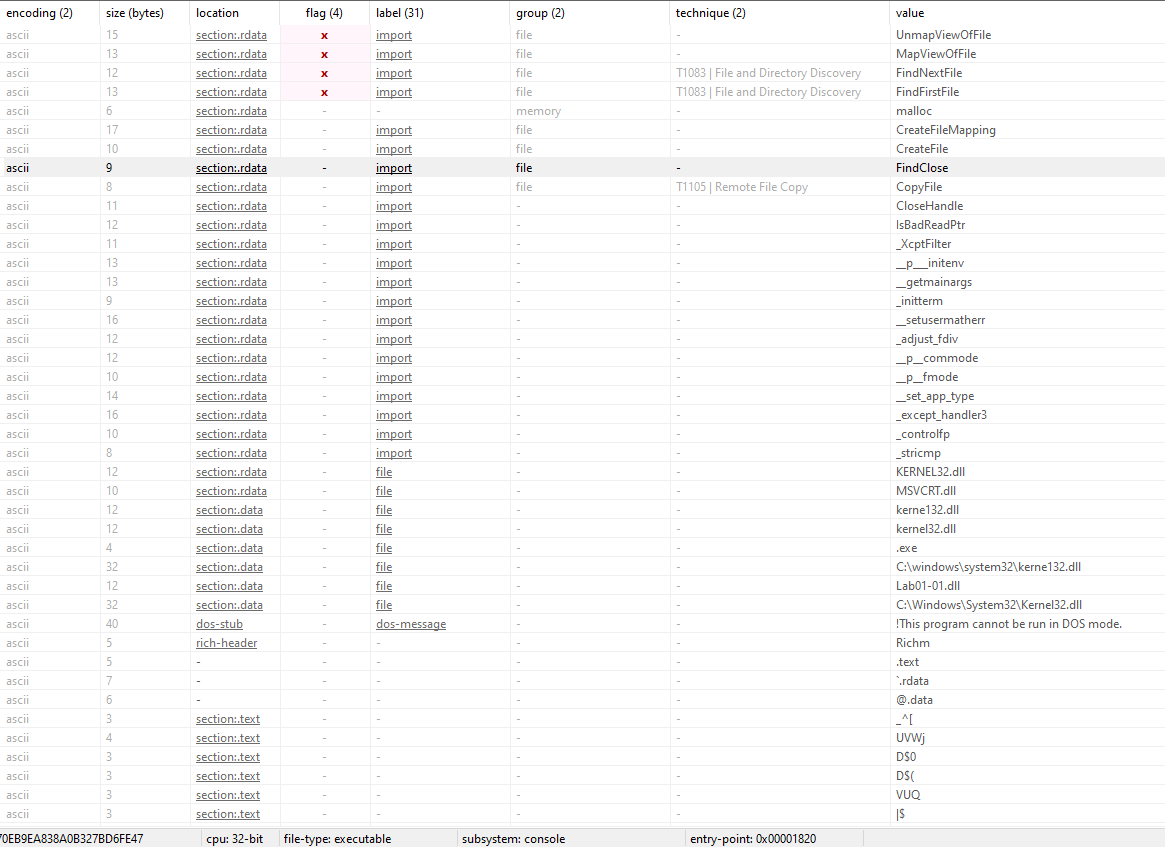 encoding (2) size (bytes) location flag (4) label (31) group (2) technique (2) value
ascii 15 section:.rdata x import file - UnmapViewOfFile
ascii 13 section:.rdata x import file - MapViewOfFile
ascii 12 section:.rdata x import file T1083 | File and Directory Discovery FindNextFile
ascii 13 section:.rdata x import file T1083 | File and Directory Discovery FindFirstFile
ascii 6 section:.rdata - - memory - malloc
ascii 17 section:.rdata - import file - CreateFileMapping
ascii 10 section:.rdata - import file - CreateFile
ascii 9 section:.rdata - import file - FindClose
ascii 8 section:.rdata - import file T1105 | Remote File Copy CopyFile
ascii 11 section:.rdata - import - - CloseHandle
ascii 12 section:.rdata - import - - IsBadReadPtr
ascii 11 section:.rdata - import - - _XcptFilter
ascii 13 section:.rdata - import - - __p___initenv
ascii 13 section:.rdata - import - - __getmainargs
ascii 9 section:.rdata - import - - _initterm
ascii 16 section:.rdata - import - - __setusermatherr
ascii 12 section:.rdata - import - - _adjust_fdiv
ascii 12 section:.rdata - import - - __p__commode
ascii 10 section:.rdata - import - - __p__fmode
ascii 14 section:.rdata - import - - __set_app_type
ascii 16 section:.rdata - import - - _except_handler3
ascii 10 section:.rdata - import - - _controlfp
ascii 8 section:.rdata - import - - _stricmp
ascii 12 section:.rdata - file - - KERNEL32.dll
ascii 10 section:.rdata - file - - MSVCRT.dll
ascii 12 section:.data - file - - kerne132.dll
ascii 12 section:.data - file - - kernel32.dll
ascii 4 section:.data - file - - .exe
ascii 32 section:.data - file - - C:\windows\system32\kerne132.dll
ascii 12 section:.data - file - - Lab01-01.dll
ascii 32 section:.data - file - - C:\Windows\System32\Kernel32.dll
ascii 40 dos-stub - dos-message - - !This program cannot be run in DOS mode.
ascii 5 rich-header - - - - Richm
ascii 5 - - - - - .text
ascii 7 - - - - - `.rdata
ascii 6 - - - - - @.data
ascii 3 section:.text - - - - _^[
ascii 4 section:.text - - - - UVWj
ascii 3 section:.text - - - - D$0
ascii 3 section:.text - - - - D$(
ascii 3 section:.text - - - - VUQ
ascii 3 section:.text - - - - |$
70EB9EA838A0B327BD6FE47 cpu: 32-bit file-type: executable subsystem: console entry-point: 0x00001820